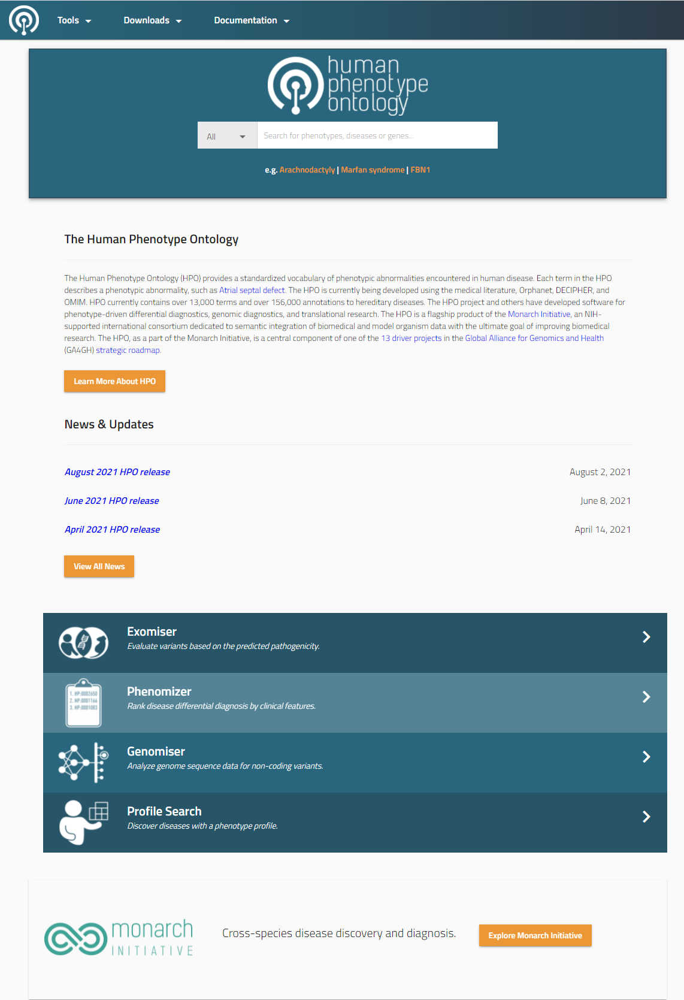 Tools Downloads Documentation
human
phenotype
ontology
All Search for phenotypes, diseases or genes...
e.g. Arachnodactyly | Marfan syndrome | FBN1
The Human Phenotype Ontology
The Human Phenotype Ontology (HPO) provides a standardized vocabulary of phenotypic abnormalities encountered in human disease. Each term in the HPO
describes a phenotypic abnormality, such as Atrial septal defect. The HPO is currently being developed using the medical literature, Orphanet, DECIPHER, and
OMIM. HPO currently contains over 13,000 terms and over 156,000 annotations to hereditary diseases. The HPO project and others have developed software for
phenotype-driven differential diagnostics, genomic diagnostics, and translational research. The HPO is a flagship product of the Monarch Initiative, an NIH-
supported international consortium dedicated to semantic integration of biomedical and model organism data with the ultimate goal of improving biomedical
research. The HPO, as a part of the Monarch Initiative, is a central component of one of the 13 driver projects in the Global Alliance for Genomics and Health
(GA4GH) strategic roadmap.
Learn More About HPO
News & Updates
August 2021 HPO release August 2, 2021
June 2021 HPO release June 8, 2021
April 2021 HPO release April 14, 2021
View All News
Exomiser
Evaluate variants based on the predicted pathogenicity.
1. HP:0002650
2. HP:0001166
3. HP:0001083
Phenomizer
Rank disease differential diagnosis by clinical features.
Genomiser
Analyze genome sequence data for non-coding variants.
Profile Search
Discover diseases with a phenotype profile.
monarch
INITIATIVE
Cross-species disease discovery and diagnosis.
Explore Monarch Initiative